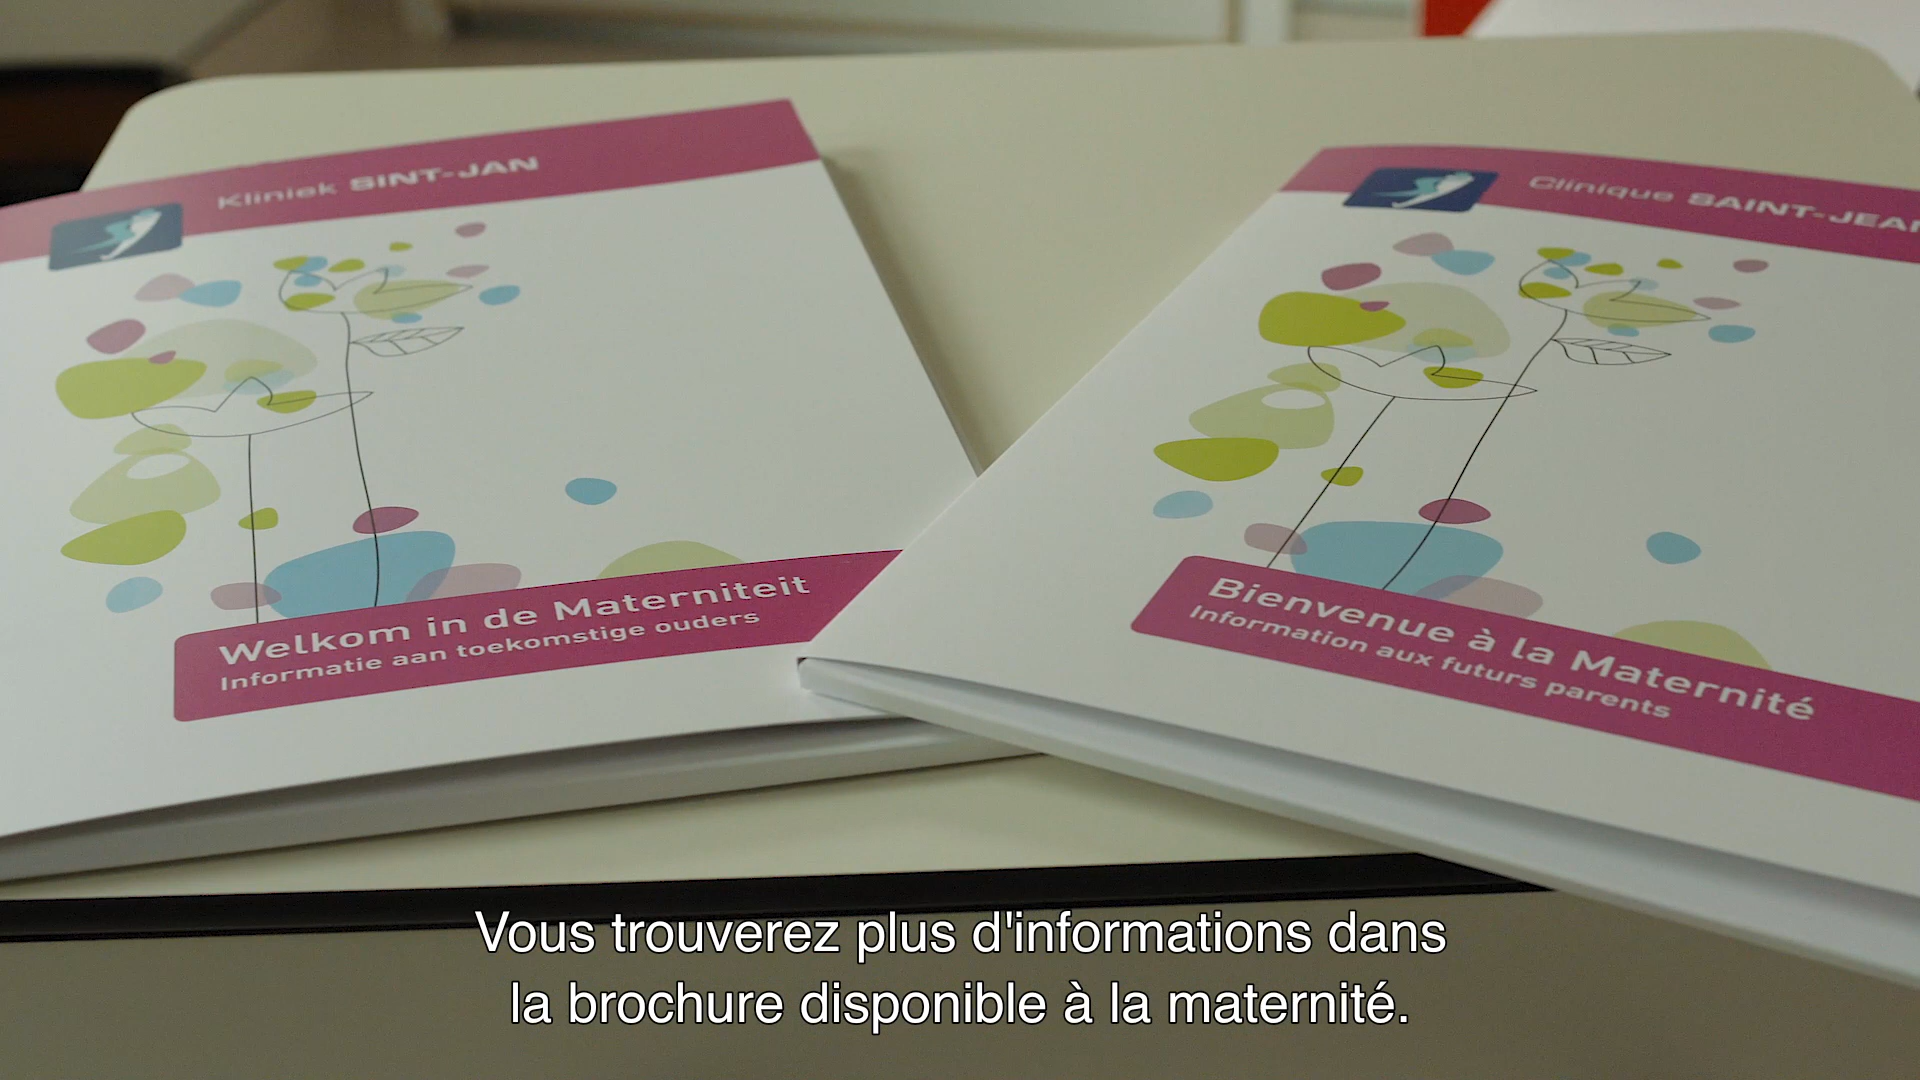 Kliniek SINT-JAN
Welkom in de Materniteit
Informatie aan toekomstige ouders
Clinique SAINT-JEAN
Bienvenue à la Maternité
Information aux futurs parents
Vous trouverez plus d'informations dans
la brochure disponible à la maternité.